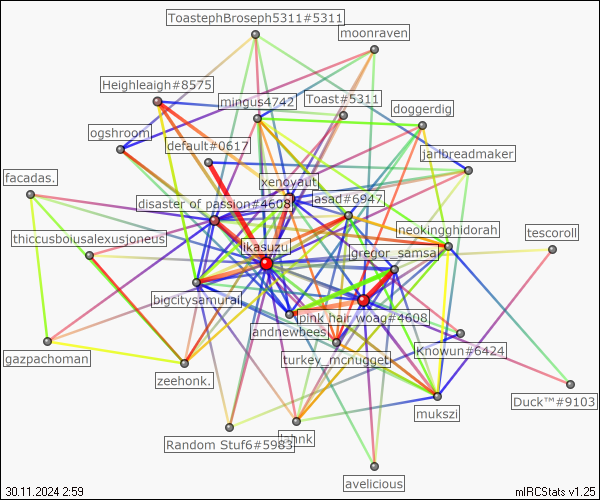 ToastephBroseph5311#5311
moonraven
Heighleaigh#8575
mingus4742
Toast#5311
doggerdig
ogshroom
default#0617
jarlbreadmaker
facadas.
xenovaut
disaster of passion#4608
asad#6947
thiccusboiusalexusjoneus
likasuzu
gregor_samsa
neokingghidorah
tescoroll
bigcitysamurai
pink hair woag#4608
andnewbees
gazpachoman
zeehonk.
turkey_mcnugget
Knowun#6424
mukszi
Duck™#9103
Random Stuf6#5983
avelicious
30.11.2024 2:59
mIRCStats v1.25